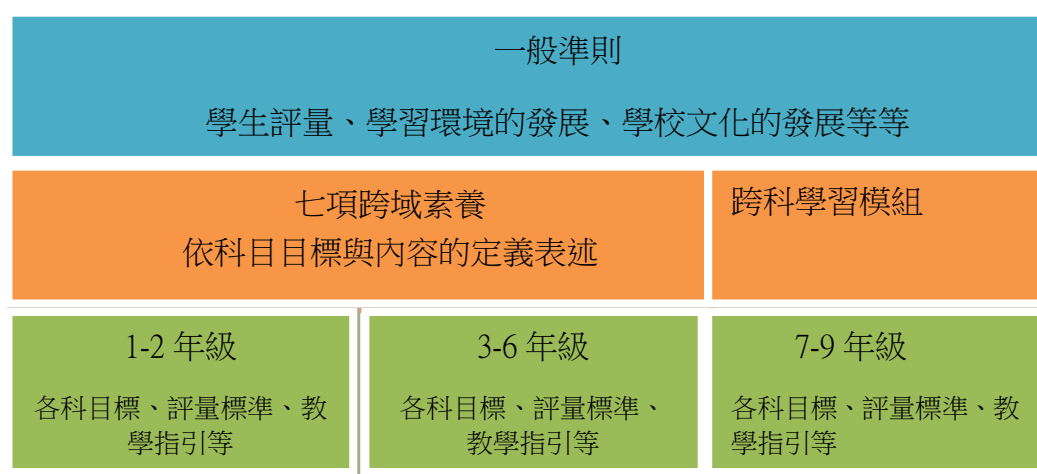 一般準則
學生評量、學習環境的發展、學校文化的發展等等
七項跨域素養
依科目目標與內容的定義表述
跨科學習模組
1-2 年級
各科目標、評量標準、教
學指引等
3-6 年級
各科目標、評量標準、
教學指引等
7-9 年級
各科目標、評量標準、教
學指引等